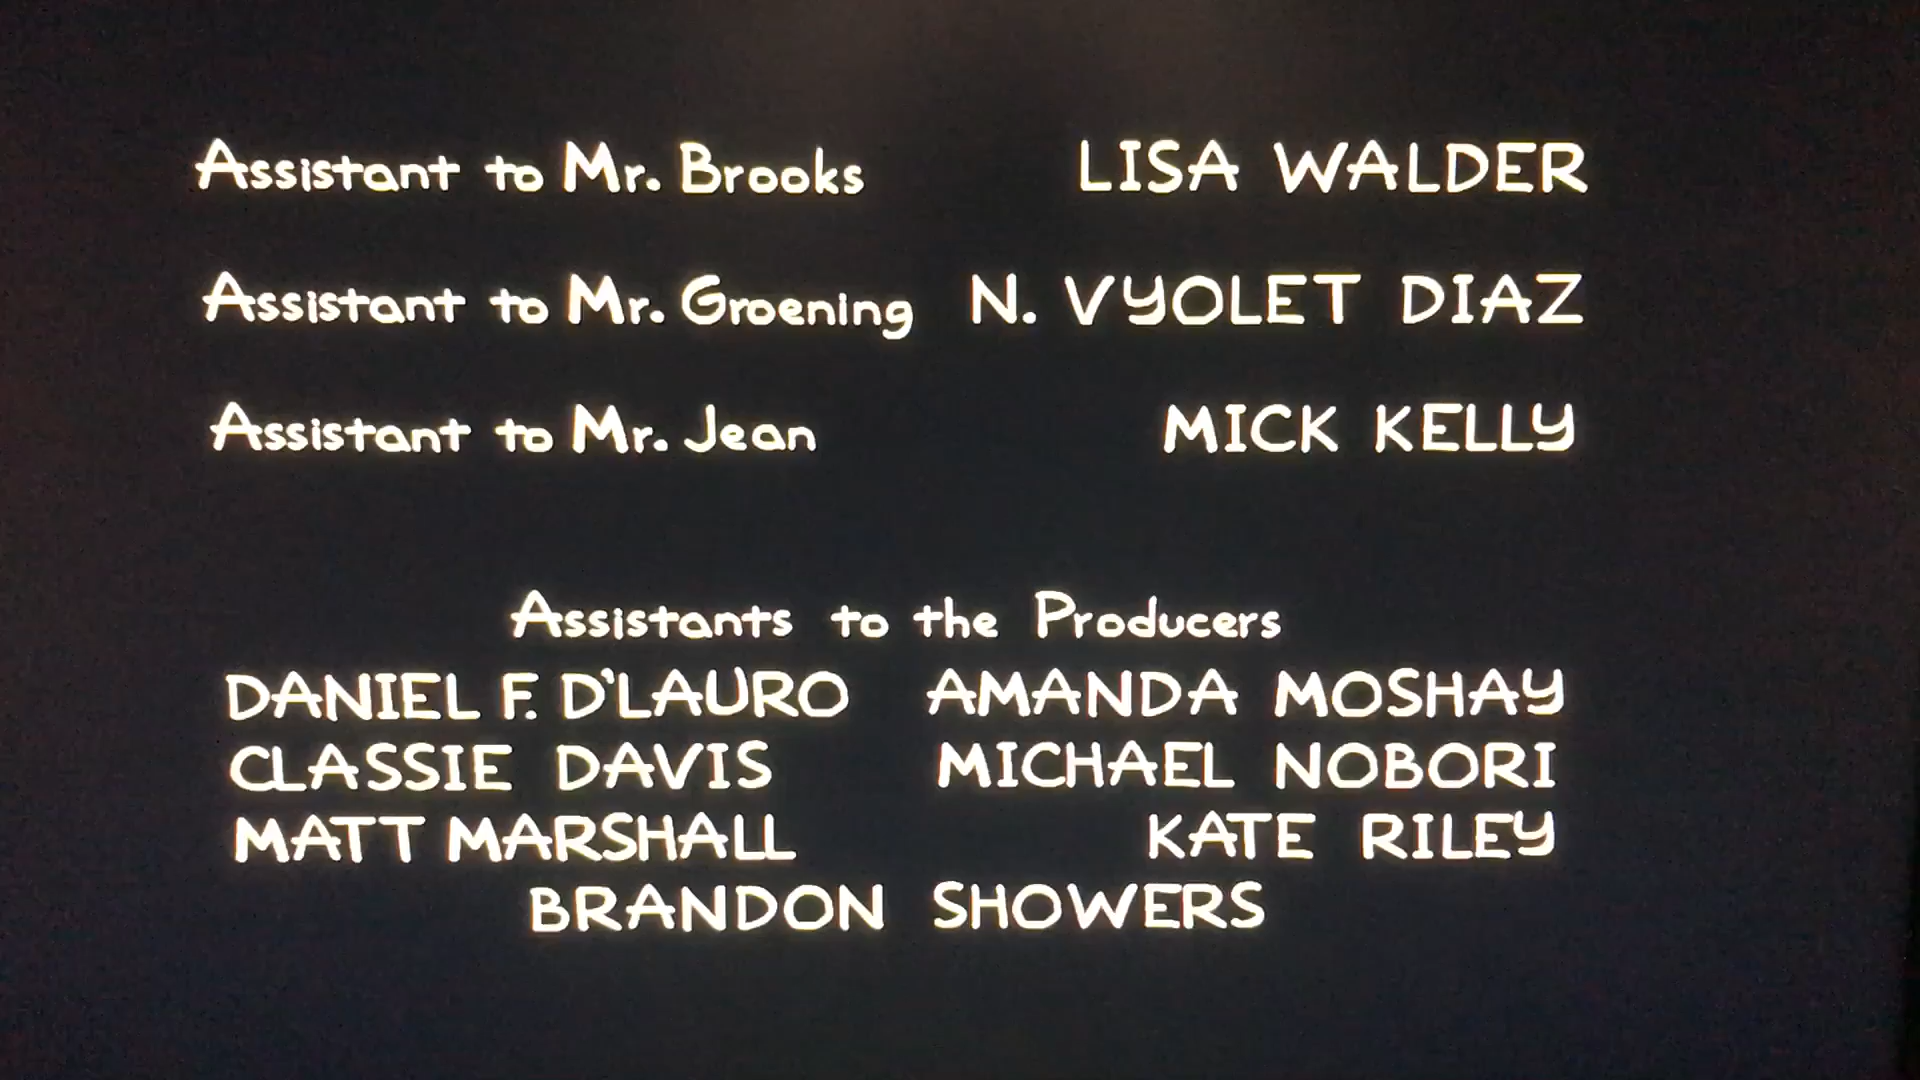 Assistant to Mr. Brooks LISA WALDER
Assistant to Mr. Groening N. VYOLET DIAZ
Assistant to Mr. Jean MICK KELLY
Assistants to the Producers
DANIEL F. D'LAURO AMANDA MOSHAY
CLASSIE DAVIS MICHAEL NOBORI
MATT MARSHALL KATE RILEY
BRANDON SHOWERS